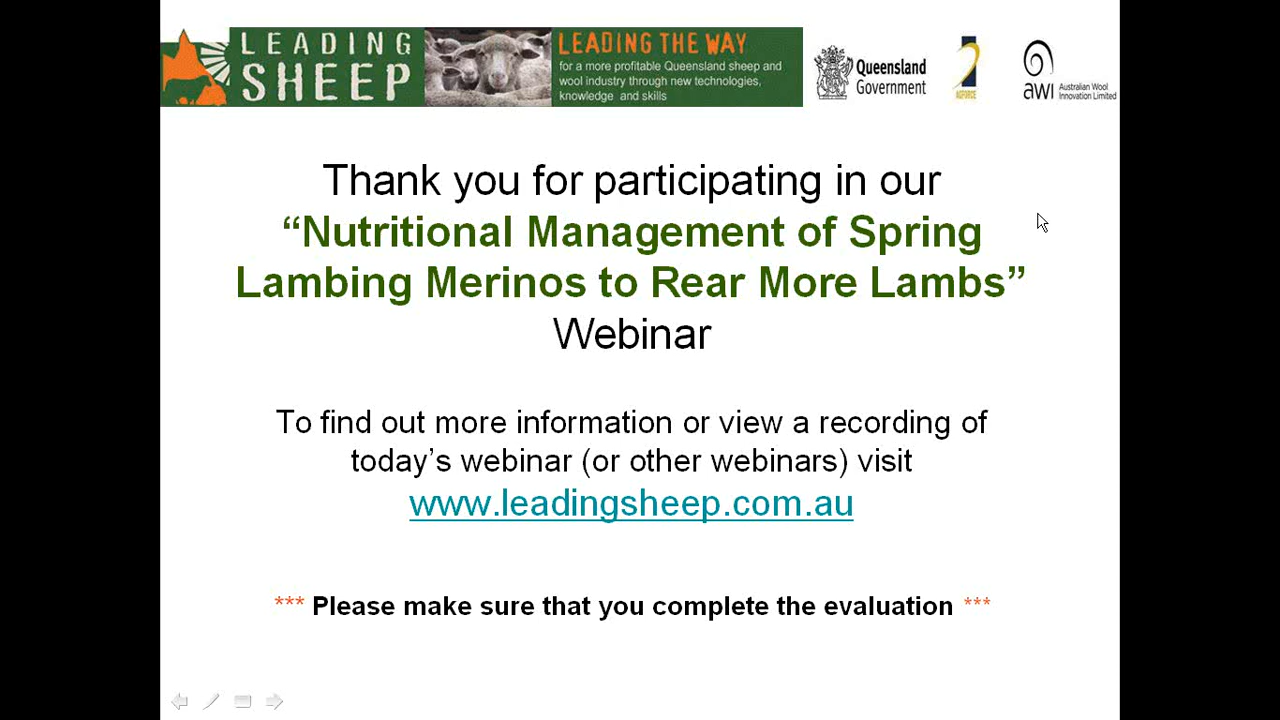 LEADING
SHEEP
LEADING THE WAY
for a more profitable Queensland sheep and
wool industry through new technologies,
knowledge and skills
Queensland
Government
AGFORCE
AWI
Australian Wool
Innovation Limited
Thank you for participating in our
“Nutritional Management of Spring
Lambing Merinos to Rear More Lambs”
Webinar
To find out more information or view a recording of
today’s webinar (or other webinars) visit
www.leadingsheep.com.au
*** Please make sure that you complete the evaluation ***